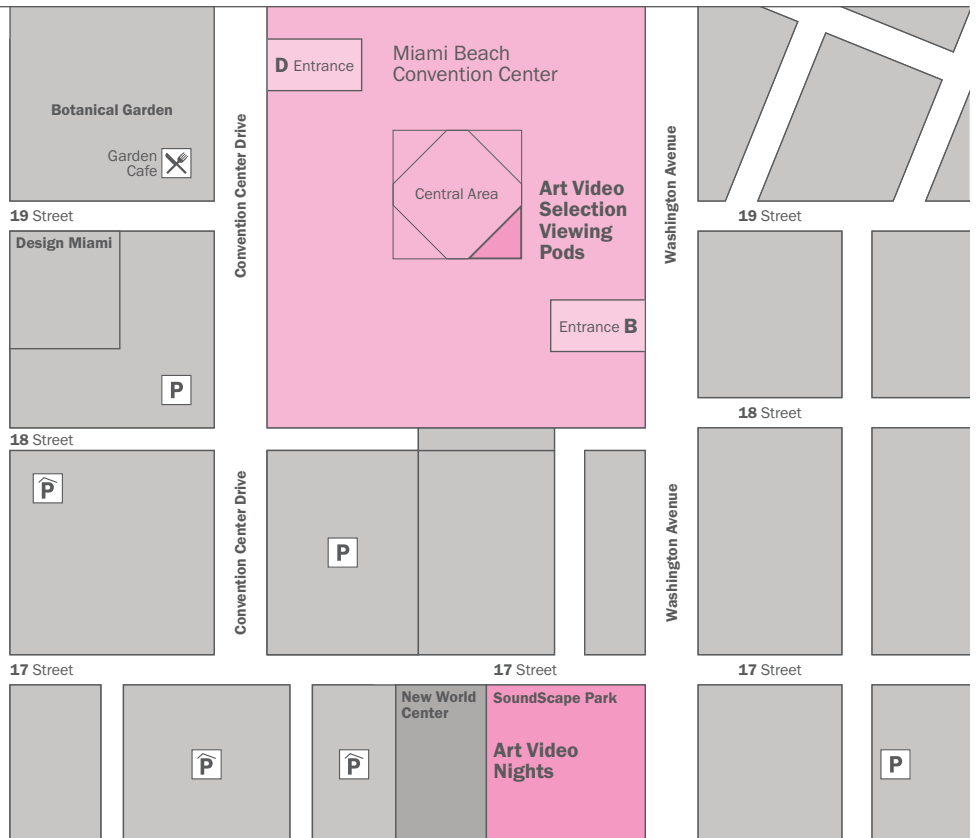 D Entrance
Miami Beach
Convention Center
Botanical Garden
Garden
Cafe
Convention Center Drive
Central Area
Art Video
Selection
Viewing
Pods
Washington Avenue
19 Street
19 Street
Design Miami
Entrance B
P
18 Street
18 Street
P
Convention Center Drive
P
Washington Avenue
17 Street
17 Street
17 Street
New World
Center
SoundScape Park
Art Video
Nights
P
P
P